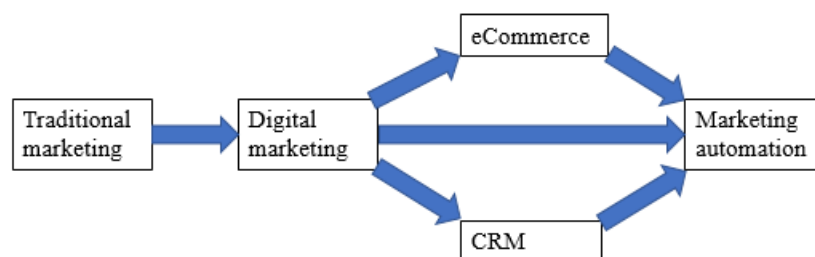 eCommerce
Traditional
marketing
Digital
marketing
Marketing
automation
CRM